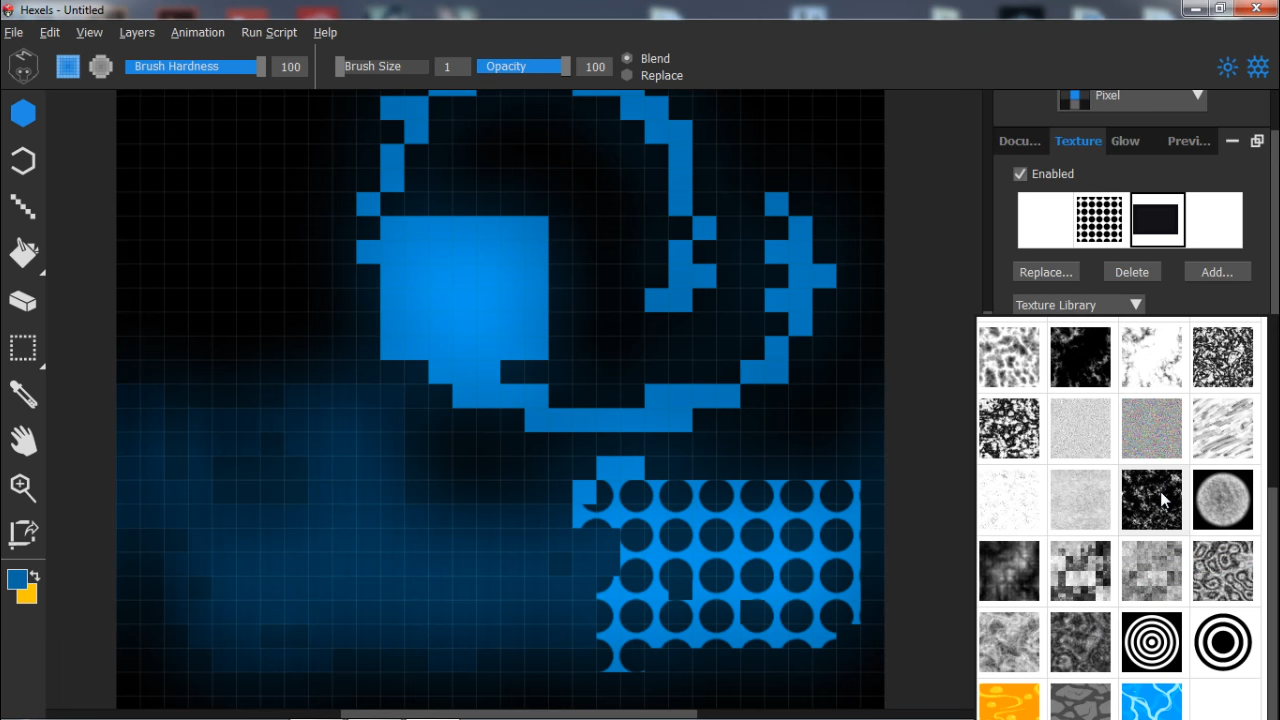 Hexels - Untitled
File Edit View Layers Animation Run Script Help
Brush Hardness 100 Brush Size 1 Opacity 100 Blend
Replace
Pixel
Docu... Texture Glow Previ...
Enabled
Replace... Delete Add...
Texture Library